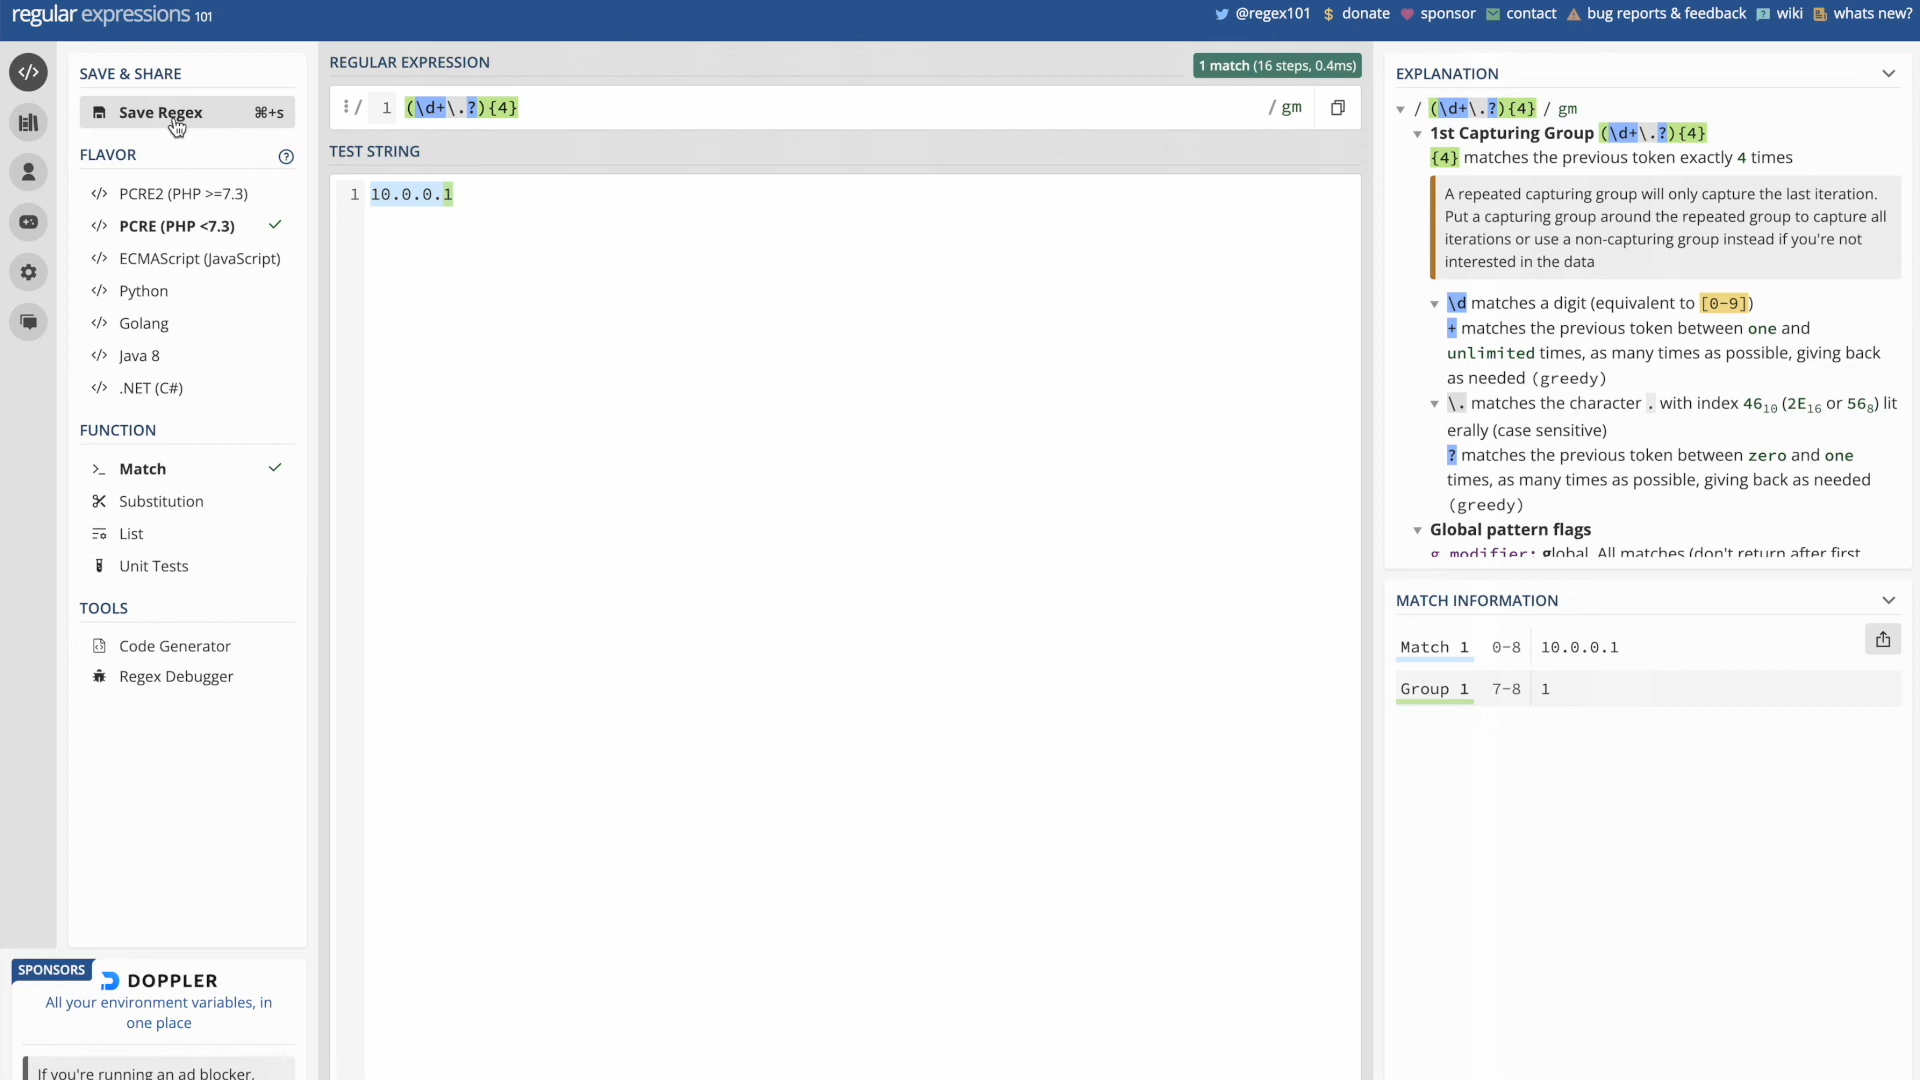 regular expressions 101
@regex101
$ donate
sponsor
contact
bug reports & feedback
wiki
whats new?
SAVE & SHARE
Save Regex ⌘+s
FLAVOR
</> PCRE2 (PHP >=7.3)
</> PCRE (PHP <7.3)
</> ECMAScript (JavaScript)
</> Python
</> Golang
</> Java 8
</> .NET (C#)
FUNCTION
Match
Substitution
List
Unit Tests
TOOLS
Code Generator
Regex Debugger
SPONSORS
DOPPLER
All your environment variables, in
one place
If you're running an ad blocker,
REGULAR EXPRESSION
1 match (16 steps, 0.4ms)
/ 1 (\d+\.?){4} / gm
TEST STRING
1 10.0.0.1
EXPLANATION
/ (\d+\.?){4} / gm
1st Capturing Group (\d+\.?){4}
{4} matches the previous token exactly 4 times
A repeated capturing group will only capture the last iteration.
Put a capturing group around the repeated group to capture all
iterations or use a non-capturing group instead if you're not
interested in the data
\d matches a digit (equivalent to [0-9])
+ matches the previous token between one and
unlimited times, as many times as possible, giving back
as needed (greedy)
\. matches the character . with index 46₁₀ (2E₁₆ or 56₈) lit
erally (case sensitive)
? matches the previous token between zero and one
times, as many times as possible, giving back as needed
(greedy)
Global pattern flags
g modifier: global. All matches (don't return after first
MATCH INFORMATION
Match 1 0-8 10.0.0.1
Group 1 7-8 1